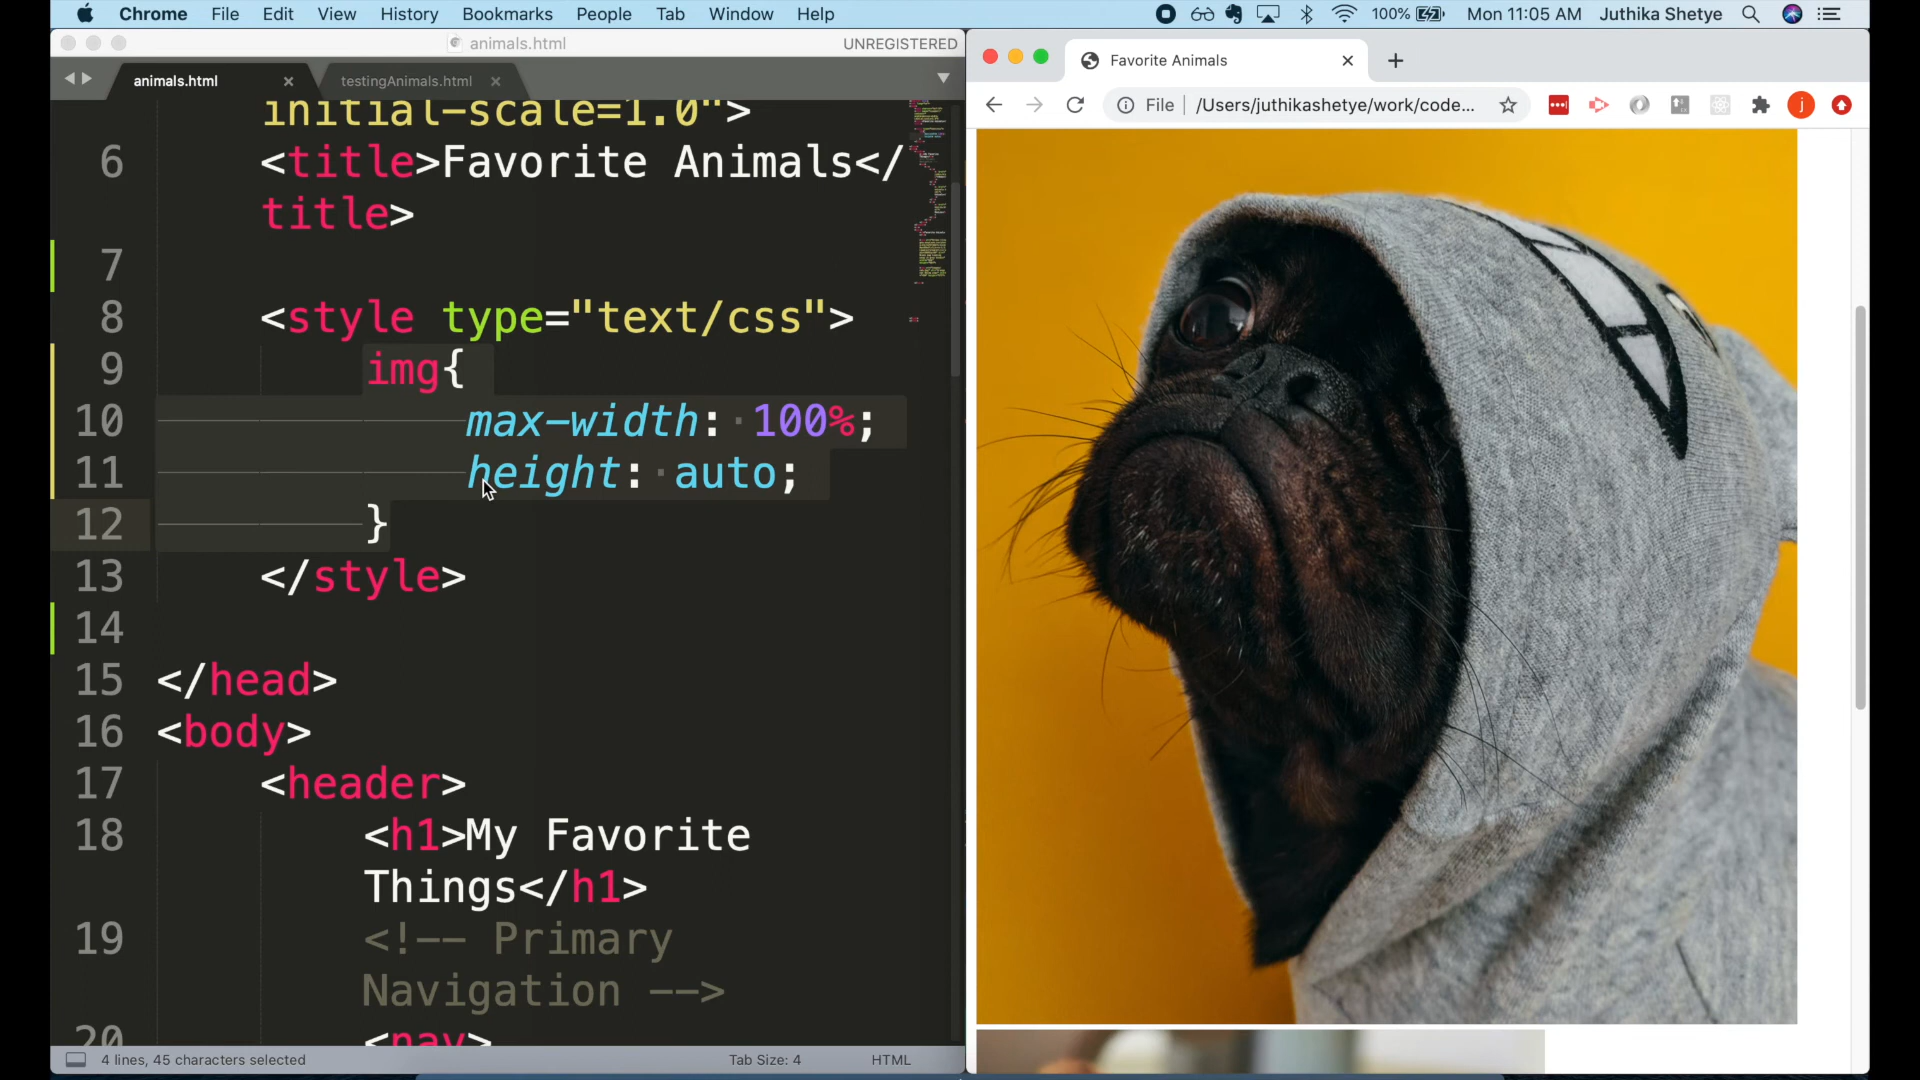 Chrome File Edit View History Bookmarks People Tab Window Help
100% Mon 11:05 AM Juthika Shetye
animals.html UNREGISTERED
animals.html testingAnimals.html
initial-scale=1.0">
6 <title>Favorite Animals</
title>
7
8 <style type="text/css">
9 img{
10 max-width: 100%;
11 height: auto;
12 }
13 </style>
14
15 </head>
16 <body>
17 <header>
18 <h1>My Favorite
Things</h1>
19 <!-- Primary
Navigation -->
20 <nav>
4 lines, 45 characters selected Tab Size: 4 HTML
Favorite Animals
File /Users/juthikashetye/work/code... j